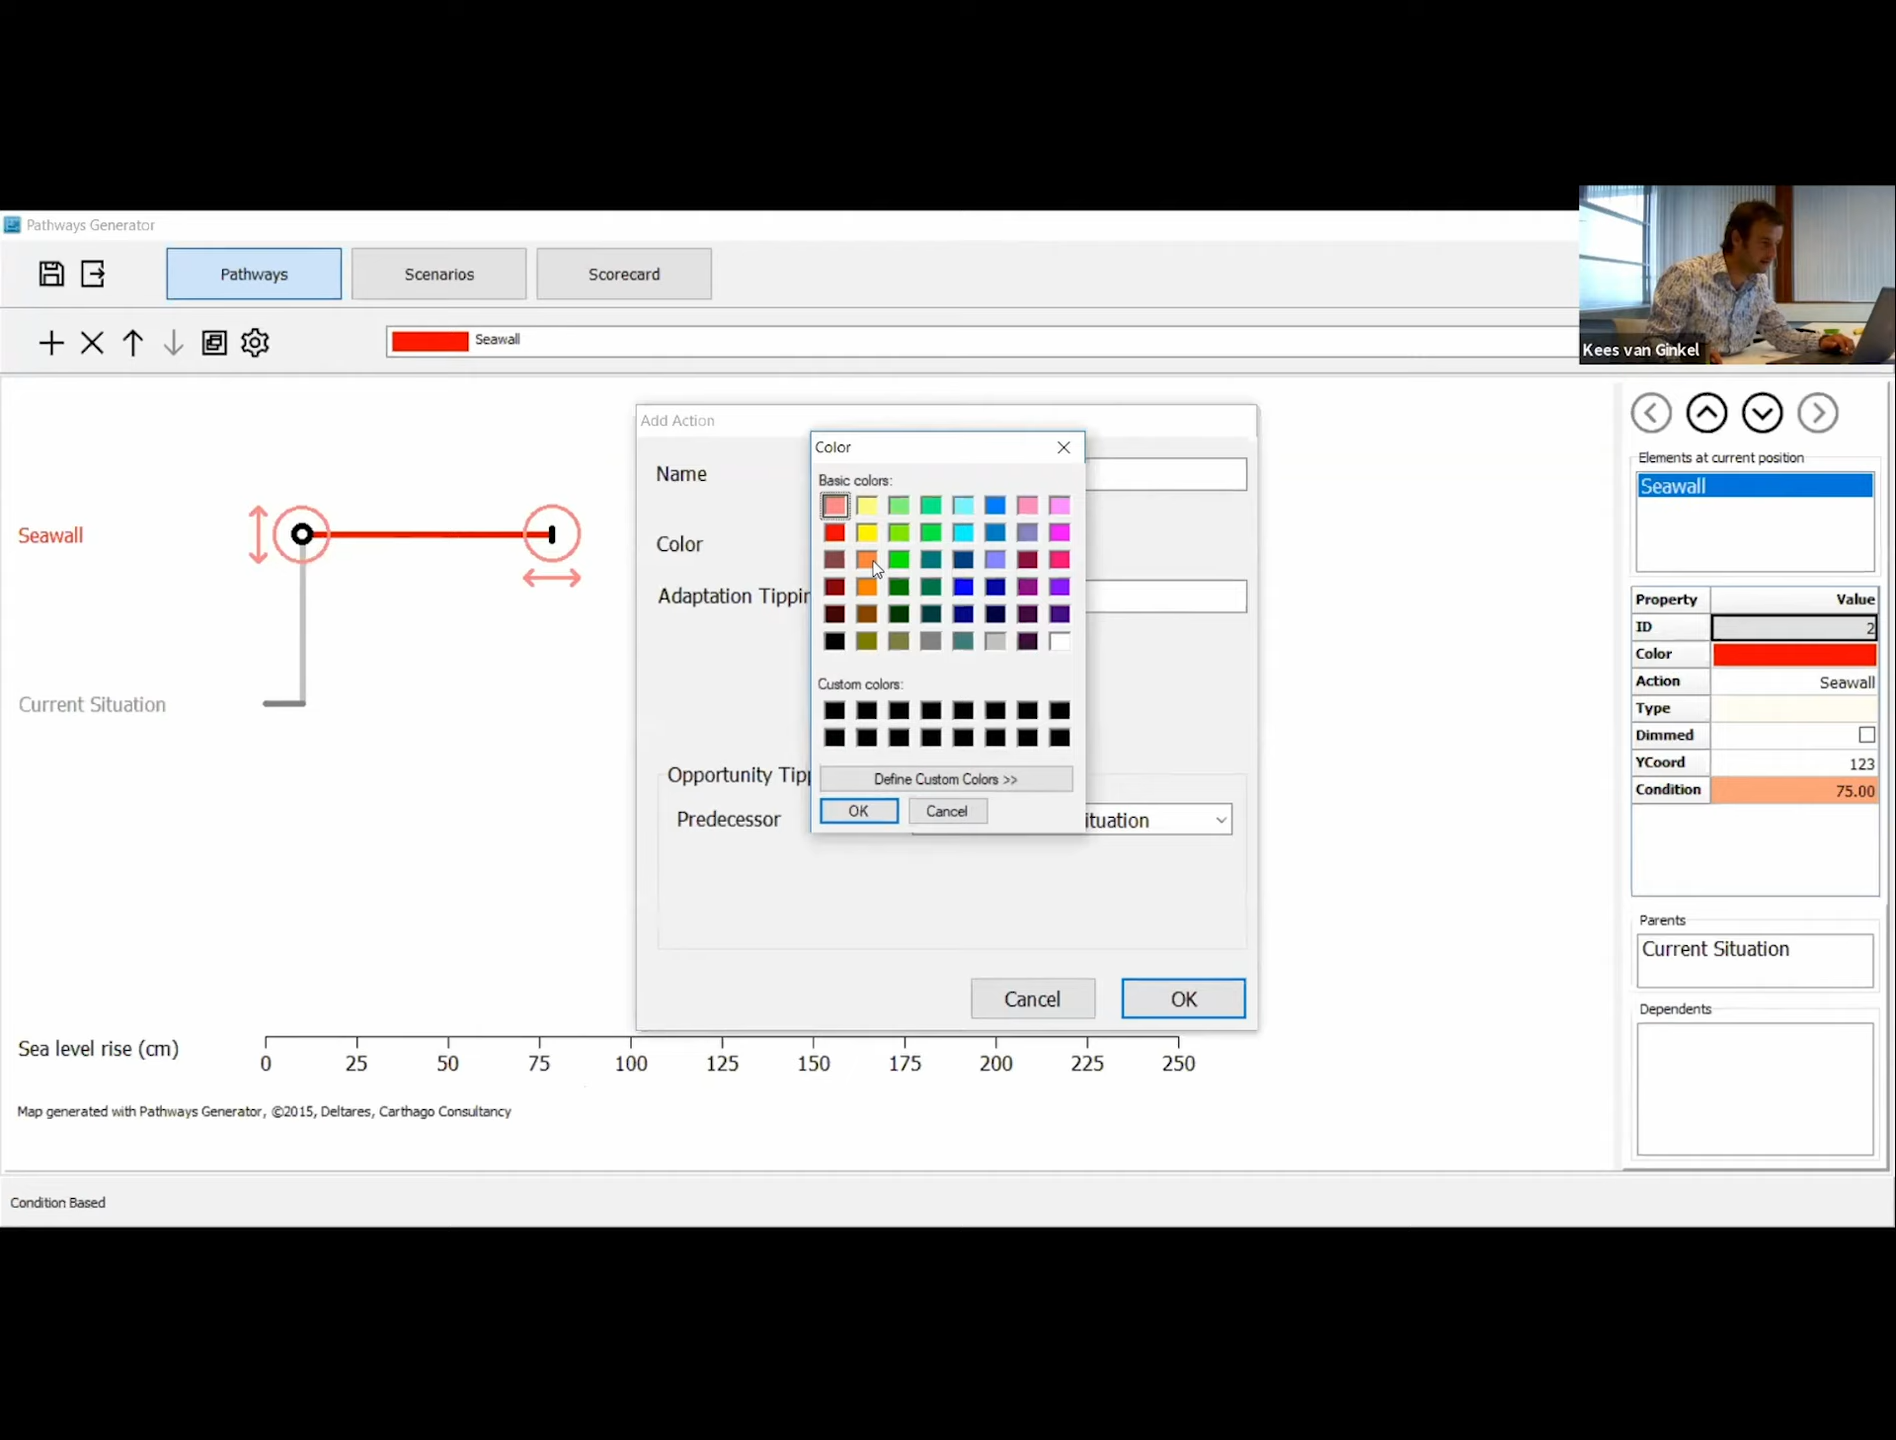 Pathways Generator
Pathways
Scenarios
Scorecard
Seawall
Kees van Ginkel
Add Action
Name
Color
Adaptation Tippin
Opportunity Tipp
Predecessor
ituation
Cancel
OK
Color
Basic colors:
Custom colors:
Define Custom Colors >>
OK
Cancel
Seawall
Current Situation
Sea level rise (cm)
0 25 50 75 100 125 150 175 200 225 250
Map generated with Pathways Generator, ©2015, Deltares, Carthago Consultancy
Elements at current position
Seawall
Property Value
ID 2
Color
Action Seawall
Type
Dimmed
YCoord 123
Condition 75.00
Parents
Current Situation
Dependents
Condition Based